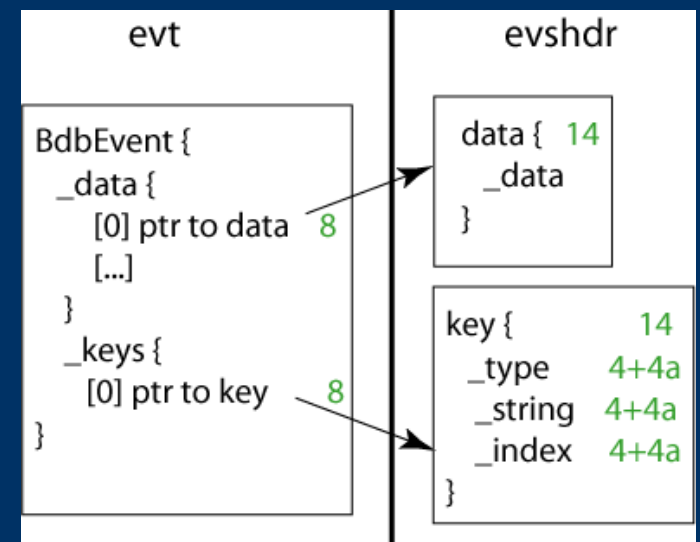 evt
BdbEvent {
_data {
[0] ptr to data 8
[...]
}
_keys {
[0] ptr to key 8
}
evshdr
data { 14
_data
}
key { 14
_type 4+4a
_string 4+4a
_index 4+4a
}